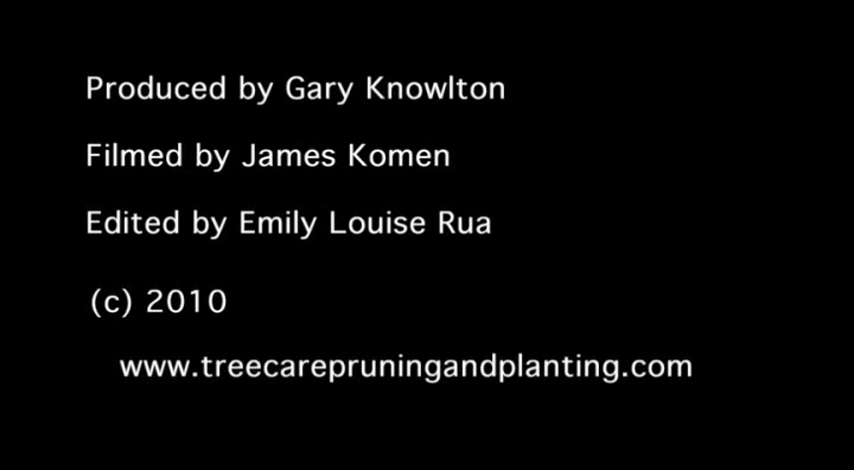 Produced by Gary Knowlton
Filmed by James Komen
Edited by Emily Louise Rua
(c) 2010
www.treecarepruningandplanting.com